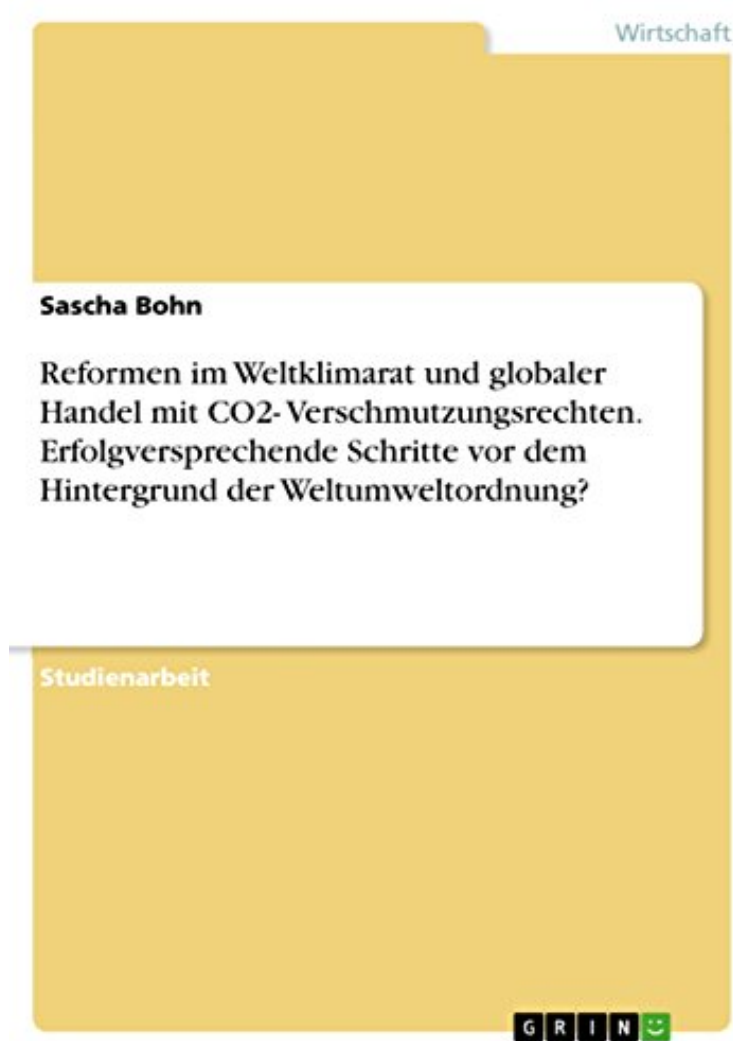 Wirtschaft
Sascha Bohn
Reformen im Weltklimarat und globaler
Handel mit CO2- Verschmutzungsrechten.
Erfolgversprechende Schritte vor dem
Hintergrund der Weltumweltordnung?
Studienarbeit
GRIN